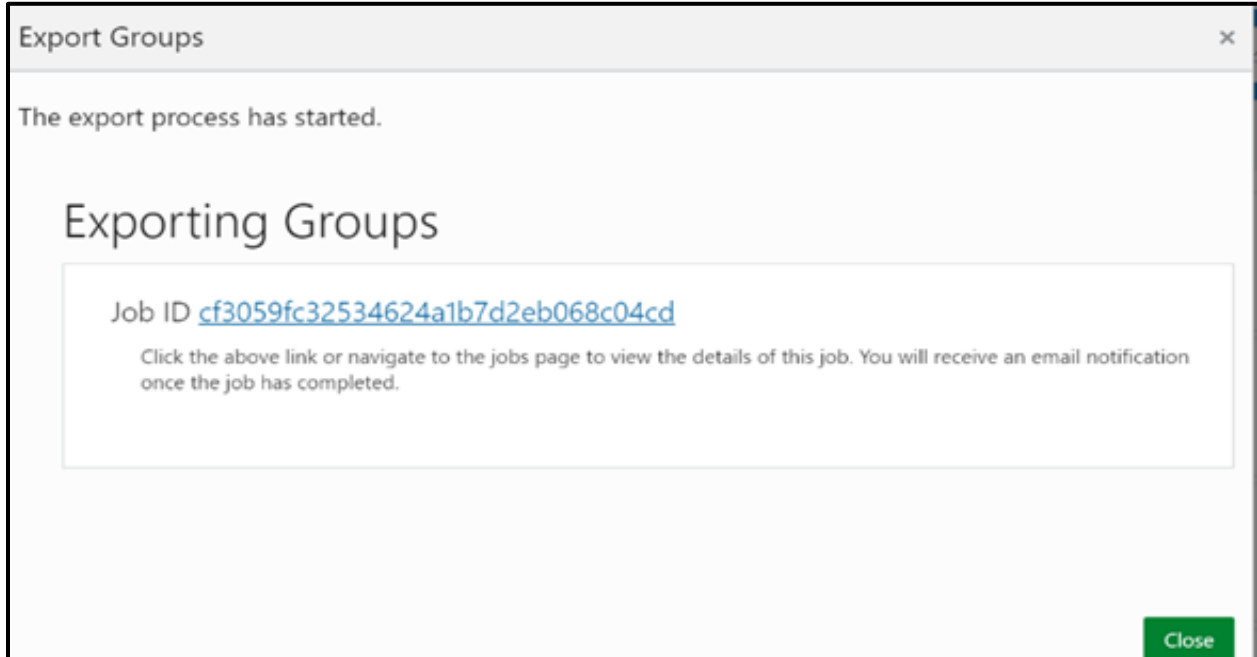 Export Groups ×
The export process has started.
Exporting Groups
Job ID cf3059fc32534624a1b7d2eb068c04cd
Click the above link or navigate to the jobs page to view the details of this job. You will receive an email notification
once the job has completed.
Close